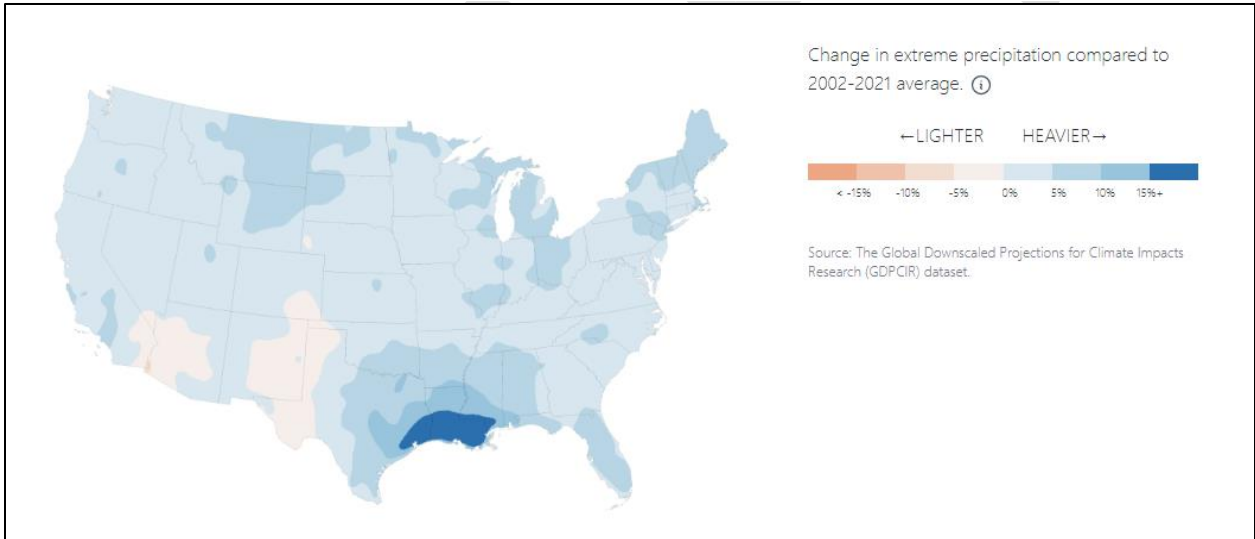 Change in extreme precipitation compared to
2002-2021 average. ⓘ
←LIGHTER HEAVIER→
< -15% -10% -5% 0% 5% 10% 15%+
Source: The Global Downscaled Projections for Climate Impacts
Research (GDPCIR) dataset.